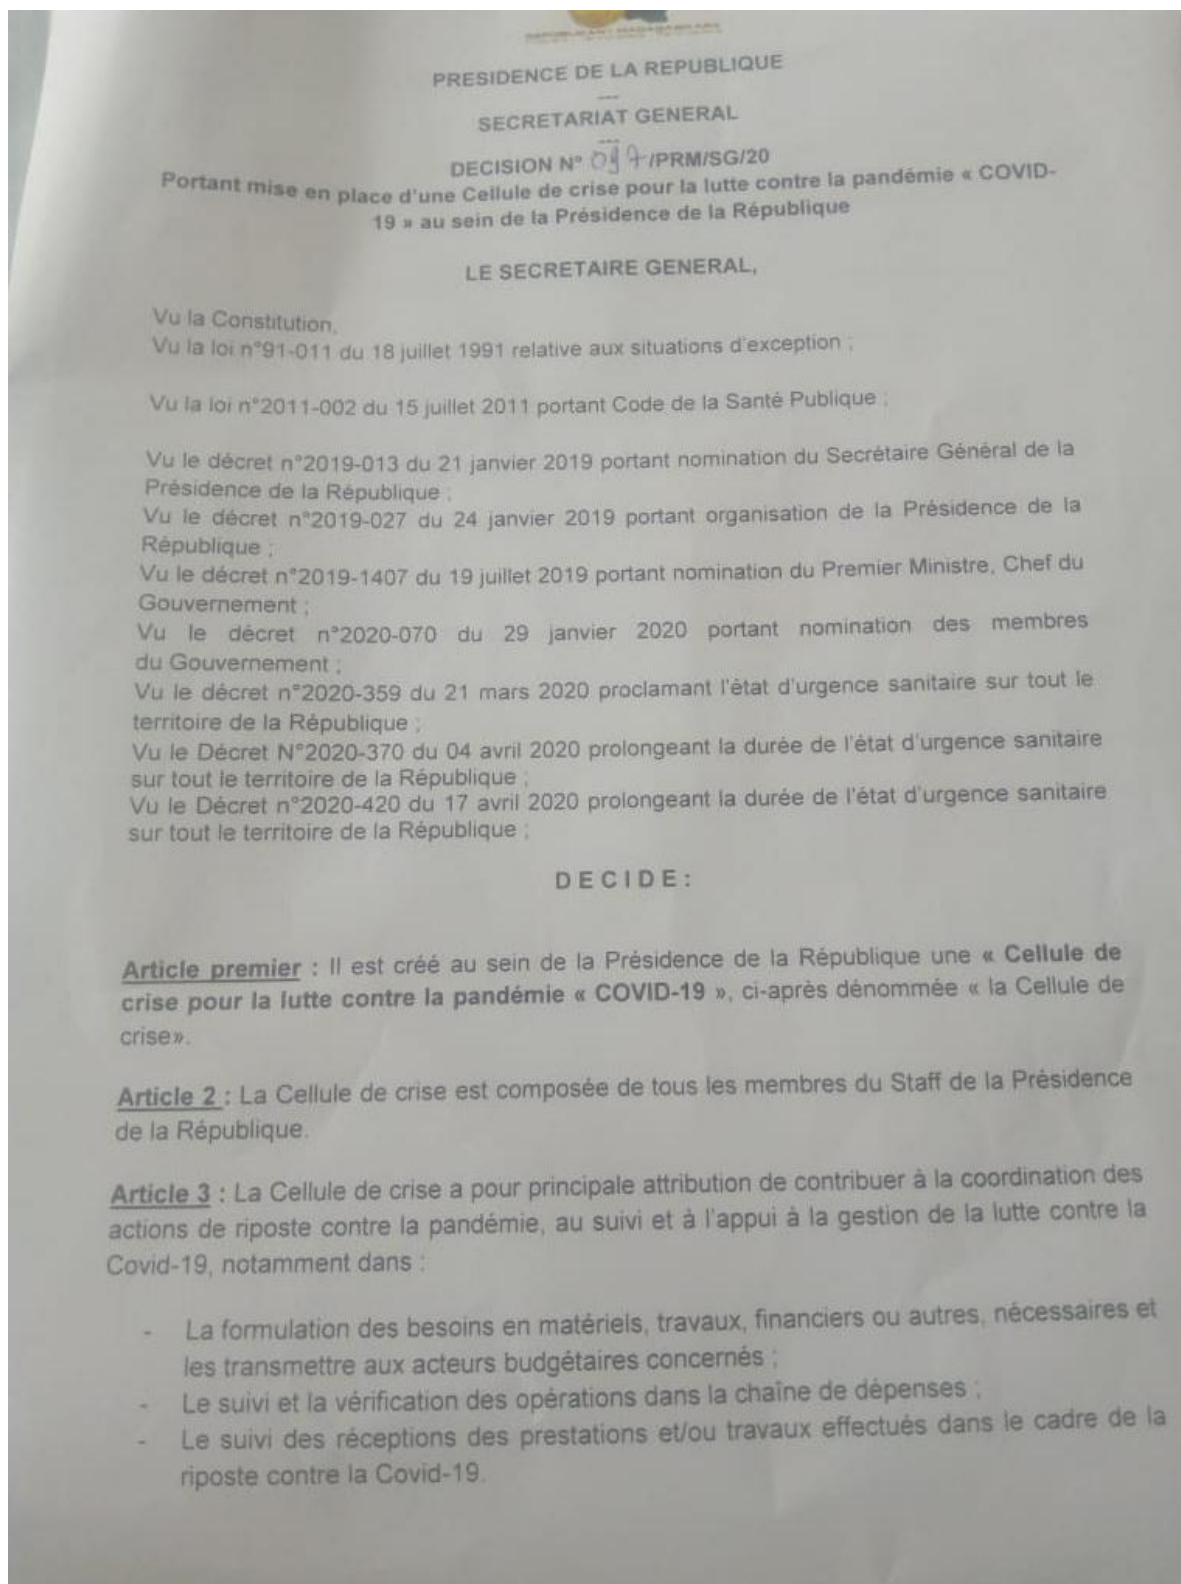 PRESIDENCE DE LA REPUBLIQUE
---
SECRETARIAT GENERAL
---
DECISION N° 097/PRM/SG/20
Portant mise en place d'une Cellule de crise pour la lutte contre la pandémie « COVID-
19 » au sein de la Présidence de la République
LE SECRETAIRE GENERAL,
Vu la Constitution,
Vu la loi n°91-011 du 18 juillet 1991 relative aux situations d'exception ;
Vu la loi n°2011-002 du 15 juillet 2011 portant Code de la Santé Publique ;
Vu le décret n°2019-013 du 21 janvier 2019 portant nomination du Secrétaire Général de la
Présidence de la République ;
Vu le décret n°2019-027 du 24 janvier 2019 portant organisation de la Présidence de la
République ;
Vu le décret n°2019-1407 du 19 juillet 2019 portant nomination du Premier Ministre, Chef du
Gouvernement ;
Vu le décret n°2020-070 du 29 janvier 2020 portant nomination des membres
du Gouvernement ;
Vu le décret n°2020-359 du 21 mars 2020 proclamant l'état d'urgence sanitaire sur tout le
territoire de la République ;
Vu le Décret N°2020-370 du 04 avril 2020 prolongeant la durée de l'état d'urgence sanitaire
sur tout le territoire de la République ;
Vu le Décret n°2020-420 du 17 avril 2020 prolongeant la durée de l'état d'urgence sanitaire
sur tout le territoire de la République ;
DECIDE:
Article premier : Il est créé au sein de la Présidence de la République une « Cellule de
crise pour la lutte contre la pandémie « COVID-19 », ci-après dénommée « la Cellule de
crise».
Article 2 : La Cellule de crise est composée de tous les membres du Staff de la Présidence
de la République.
Article 3 : La Cellule de crise a pour principale attribution de contribuer à la coordination des
actions de riposte contre la pandémie, au suivi et à l'appui à la gestion de la lutte contre la
Covid-19, notamment dans :
- La formulation des besoins en matériels, travaux, financiers ou autres, nécessaires et
les transmettre aux acteurs budgétaires concernés ;
- Le suivi et la vérification des opérations dans la chaîne de dépenses ;
- Le suivi des réceptions des prestations et/ou travaux effectués dans le cadre de la
riposte contre la Covid-19.